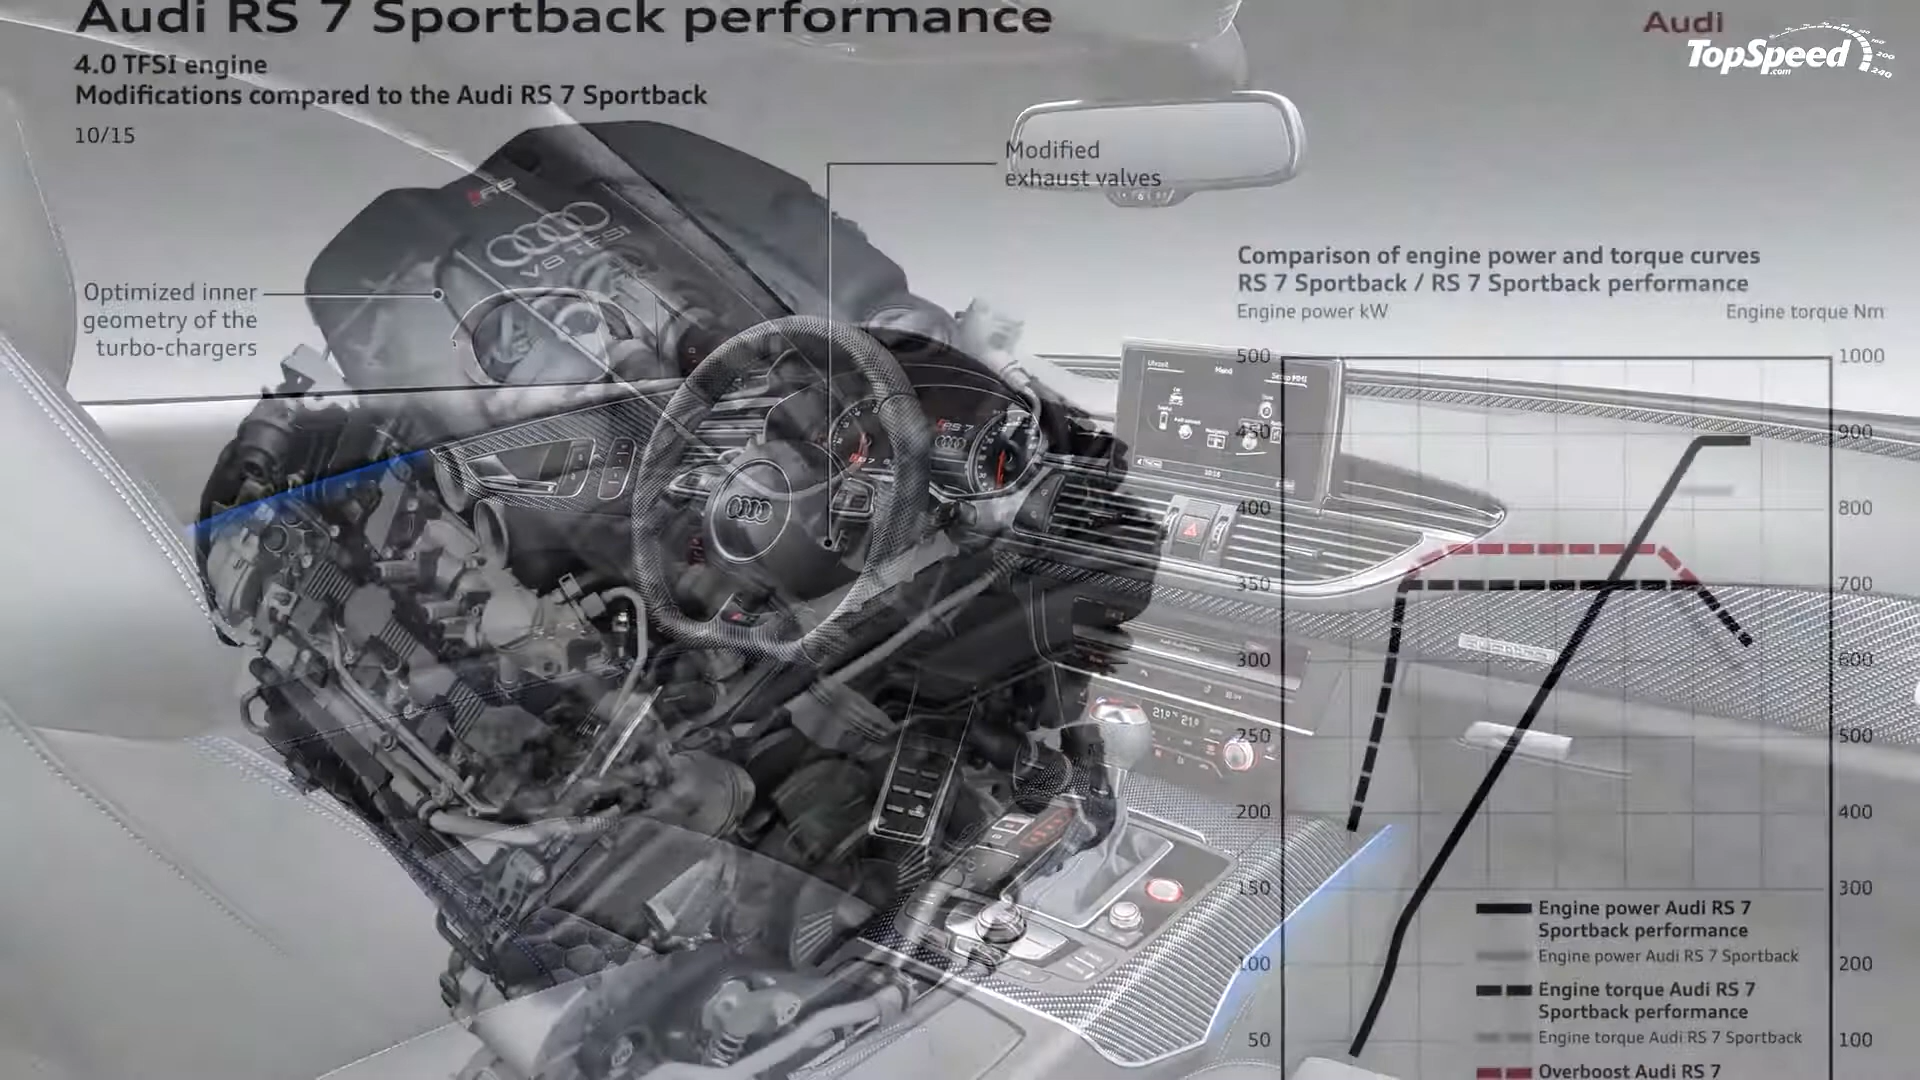 Audi RS 7 Sportback performance
4.0 TFSI engine
Modifications compared to the Audi RS 7 Sportback
10/15
Audi
TopSpeed
.com
Modified
exhaust valves
Optimized inner
geometry of the
turbo-chargers
V8 TFSI
Comparison of engine power and torque curves
RS 7 Sportback / RS 7 Sportback performance
Engine power kW
Engine torque Nm
500
1000
450
900
400
800
350
700
300
600
250
500
200
400
150
300
100
200
50
100
Engine power Audi RS 7
Sportback performance
Engine power Audi RS 7 Sportback
Engine torque Audi RS 7
Sportback performance
Engine torque Audi RS 7 Sportback
Overboost Audi RS 7